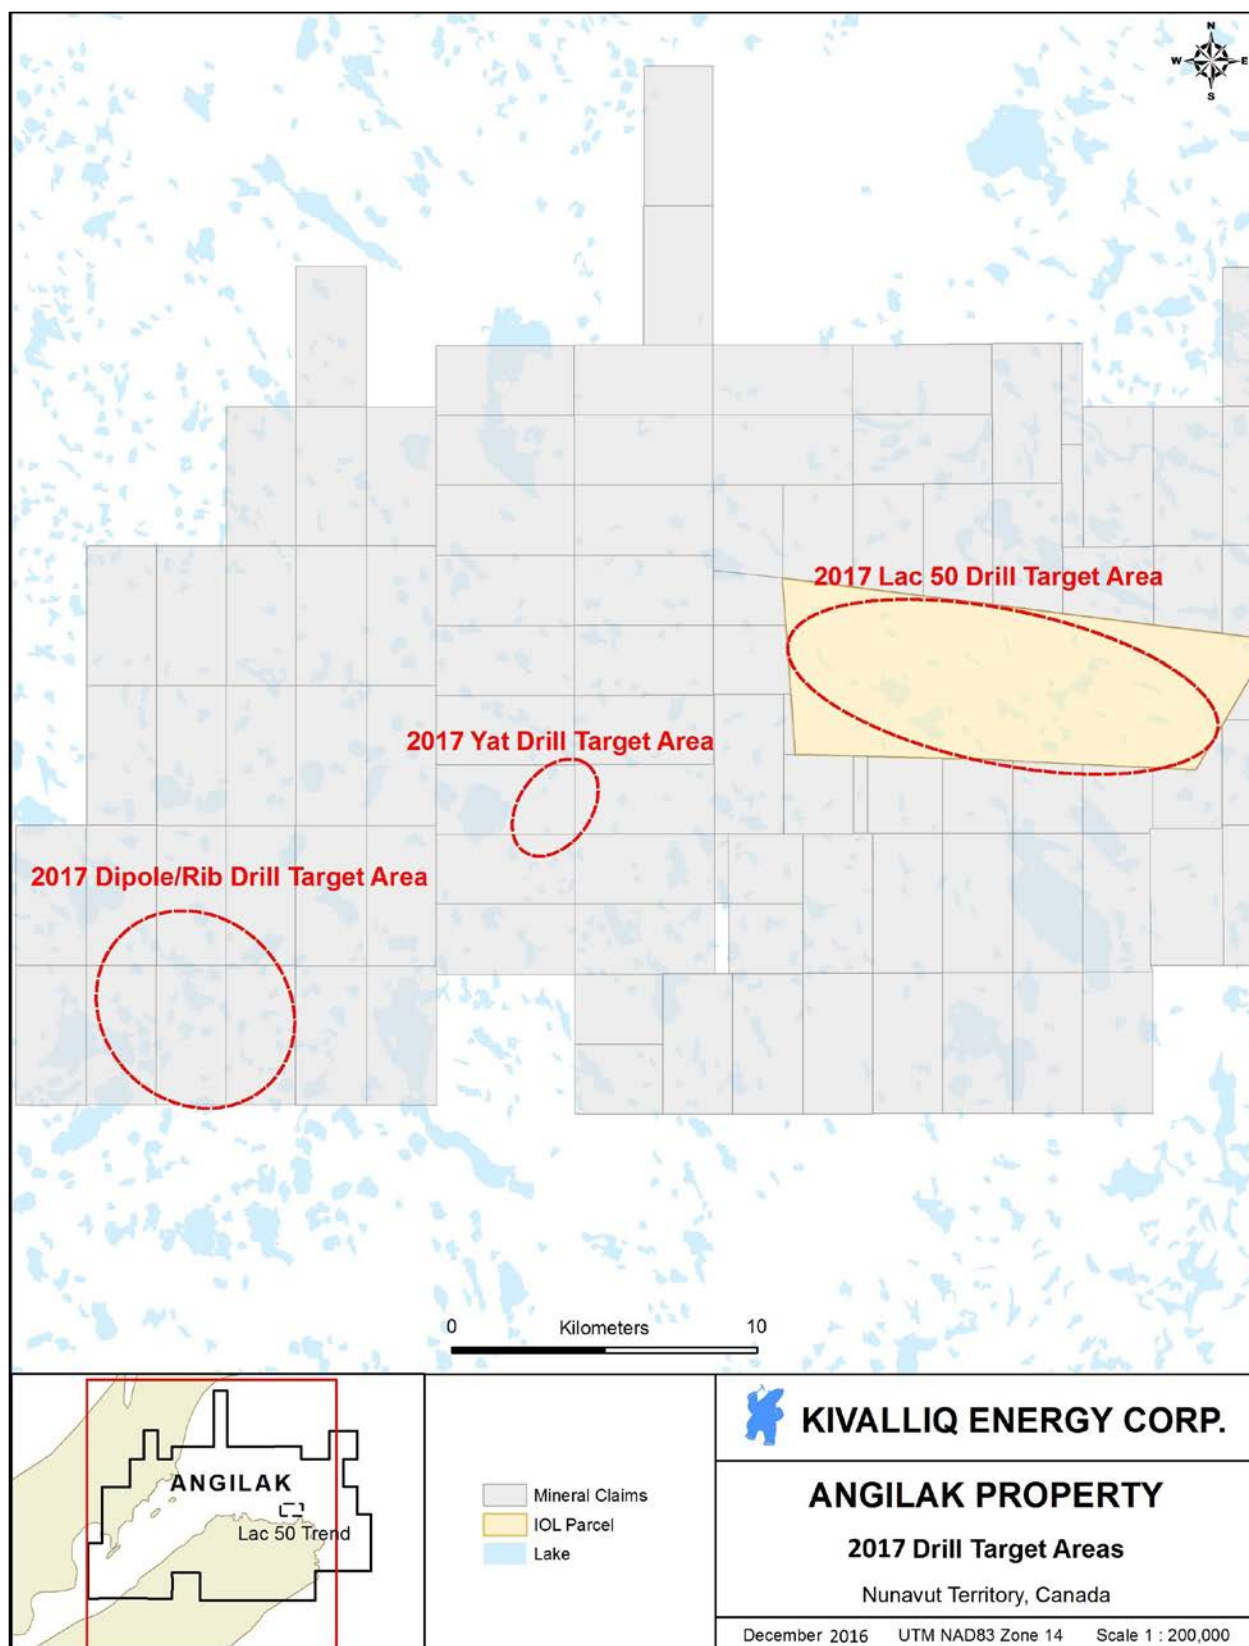 N
W E
S
2017 Lac 50 Drill Target Area
2017 Yat Drill Target Area
2017 Dipole/Rib Drill Target Area
0 Kilometers 10
ANGILAK
Lac 50 Trend
Mineral Claims
IOL Parcel
Lake
KIVALLIQ ENERGY CORP.
ANGILAK PROPERTY
2017 Drill Target Areas
Nunavut Territory, Canada
December 2016 UTM NAD83 Zone 14 Scale 1 : 200,000